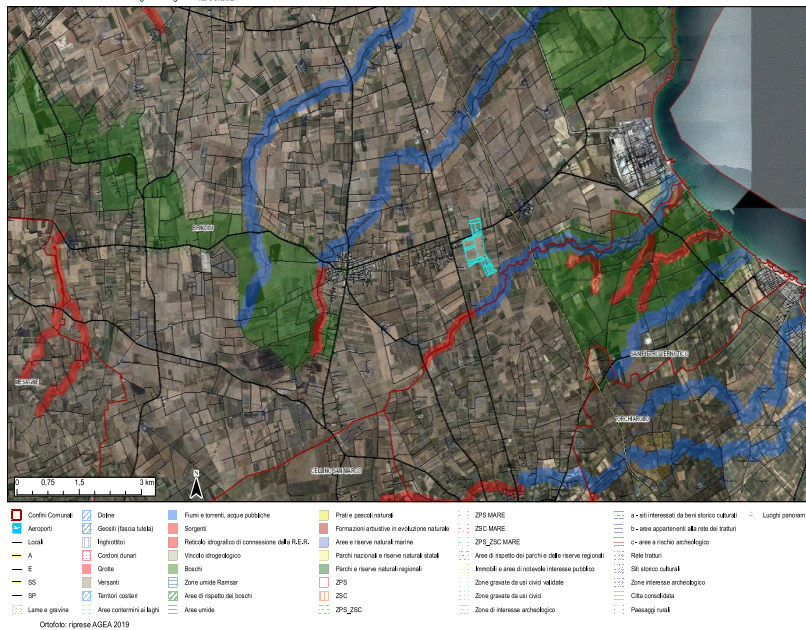 BRINDISI
MESAGNE
SAN PIETRO VERNOTICO
TORCHIAROLO
CELLINO SAN MARCO
N
0 0,75 1,5 3 km
Confini Comunali
Aeroporti
Locali
A
E
SS
SP
Lame e gravine
Doline
Geositi (fascia tutela)
Inghiottitoi
Cordoni dunari
Grotte
Versanti
Territori costieri
Aree contermini ai laghi
Fiumi e torrenti, acque pubbliche
Sorgenti
Reticolo idrografico di connessione della R.E.R.
Vincolo idrogeologico
Boschi
Zone umide Ramsar
Aree di rispetto dei boschi
Aree umide
Prati e pascoli naturali
Formazioni arbustive in evoluzione naturale
Aree e riserve naturali marine
Parchi nazionali e riserve naturali statali
Parchi e riserve naturali regionali
ZPS
ZSC
ZPS_ZSC
ZPS MARE
ZSC MARE
ZPS_ZSC MARE
Aree di rispetto dei parchi e delle riserve regionali
Immobili e aree di notevole interesse pubblico
Zone gravate da usi civici validate
Zone gravate da usi civici
Zone di interesse archeologico
a - siti interessati da beni storico culturali
b - aree appartenenti alla rete dei tratturi
c - aree a rischio archeologico
Rete tratturi
Siti storico culturali
Zone interesse archeologico
Citta consolidata
Paesaggi rurali
Luoghi panoram
Ortofoto: riprese AGEA 2019